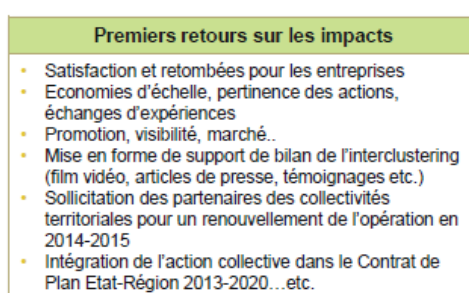 Premiers retours sur les impacts
• Satisfaction et retombées pour les entreprises
• Economies d'échelle, pertinence des actions,
échanges d'expériences
• Promotion, visibilité, marché..
• Mise en forme de support de bilan de l'interclustering
(film vidéo, articles de presse, témoignages etc.)
• Sollicitation des partenaires des collectivités
territoriales pour un renouvellement de l'opération en
2014-2015
• Intégration de l'action collective dans le Contrat de
Plan Etat-Région 2013-2020…etc.